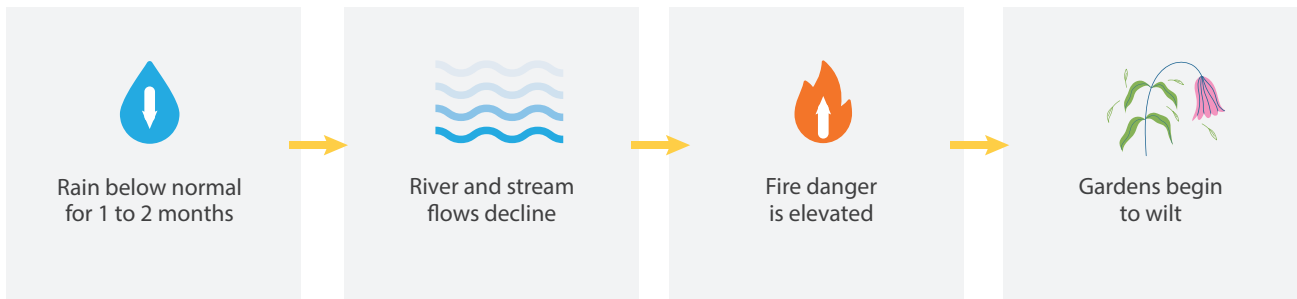 Rain below normal
for 1 to 2 months
River and stream
flows decline
Fire danger
is elevated
Gardens begin
to wilt